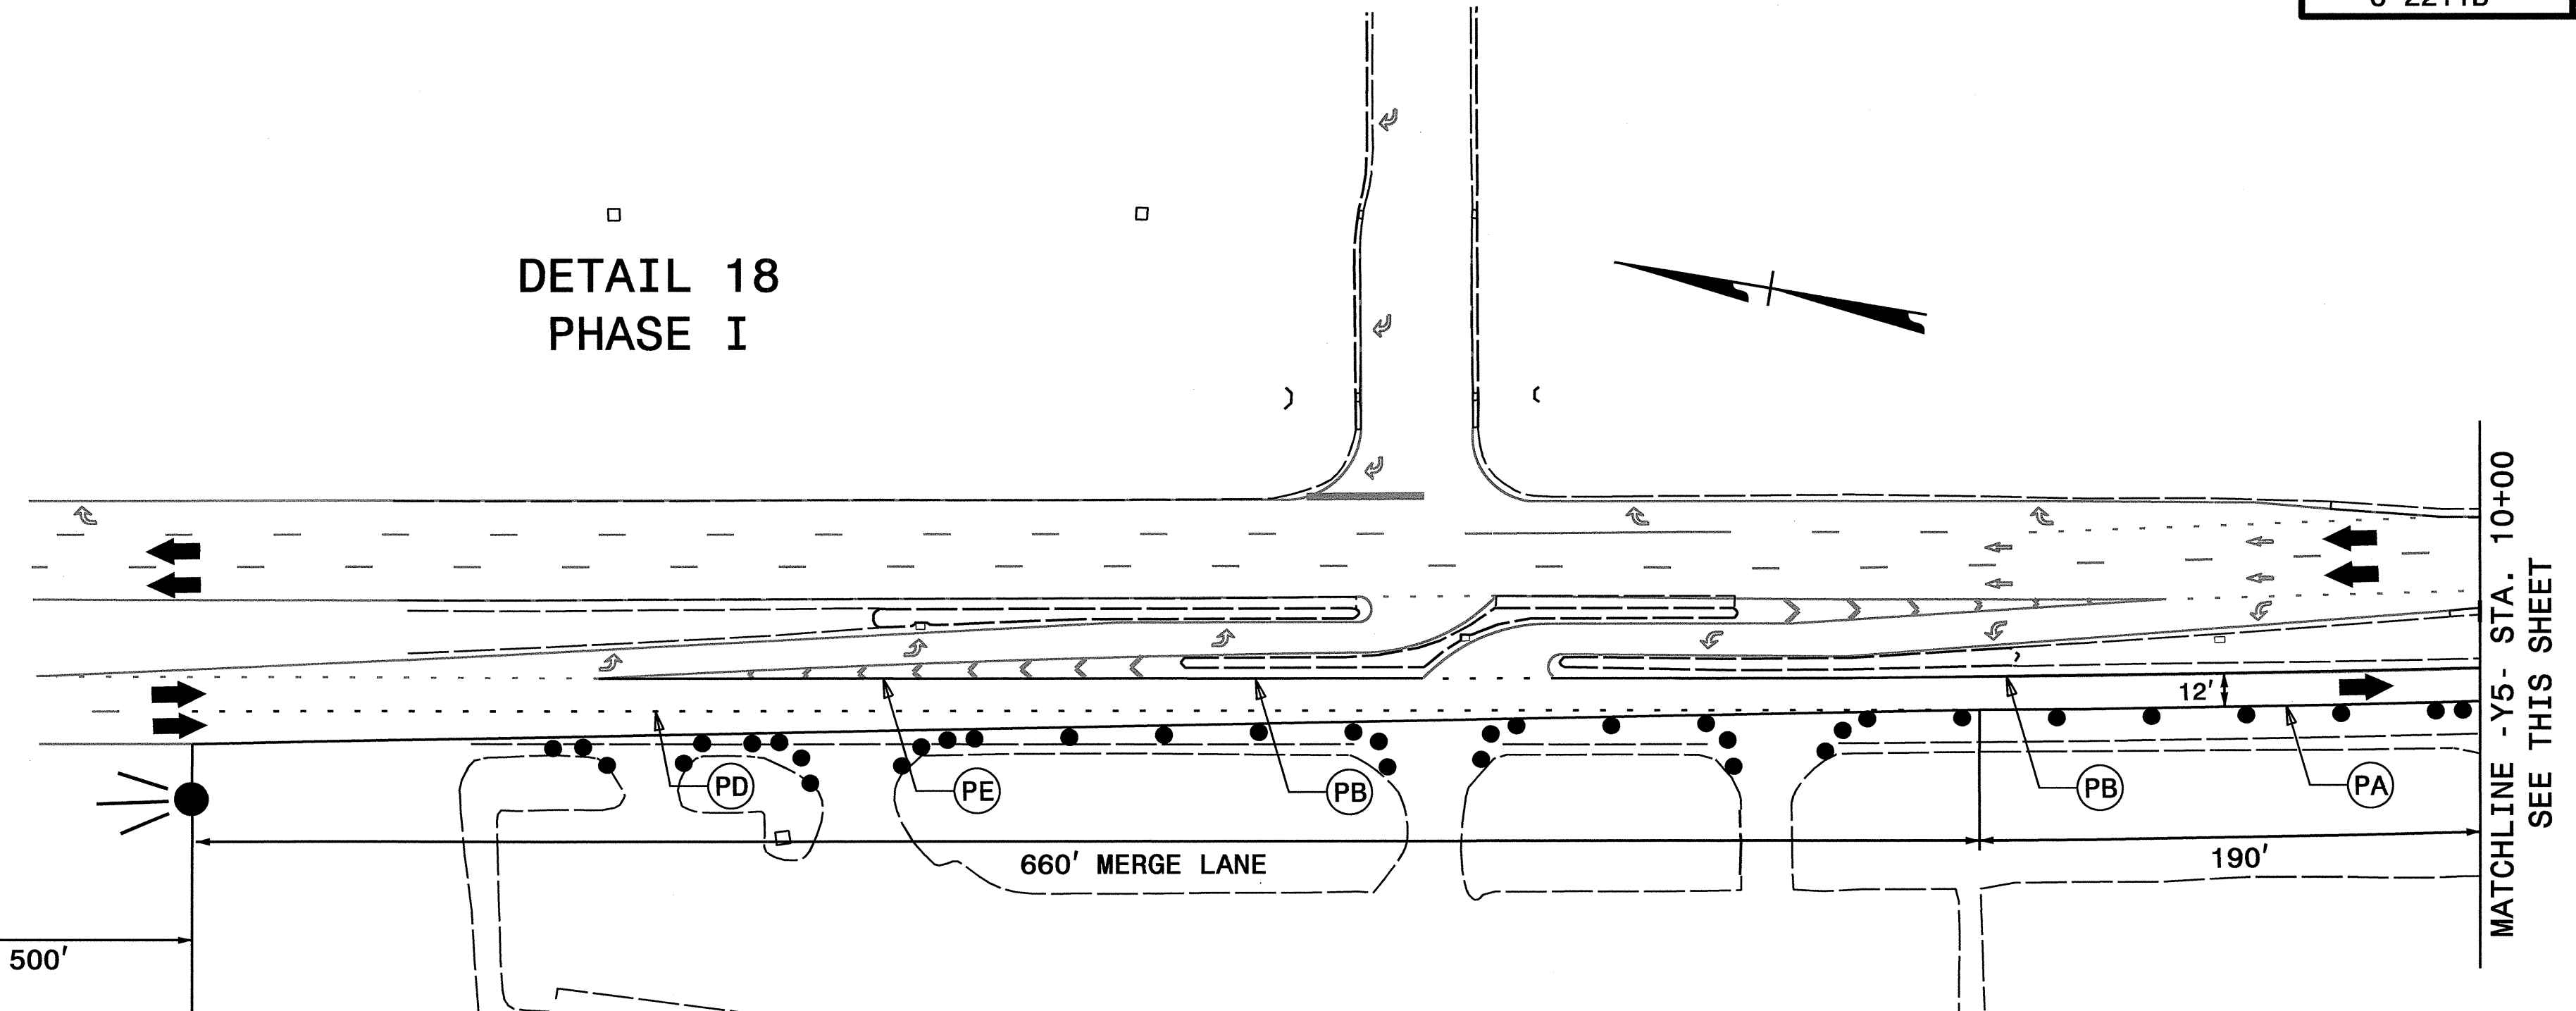 DETAIL 18
PHASE I
12'
PD
PE
PB
PB
PA
660' MERGE LANE
190'
500'
MATCHLINE -Y5- STA. 10+00
SEE THIS SHEET